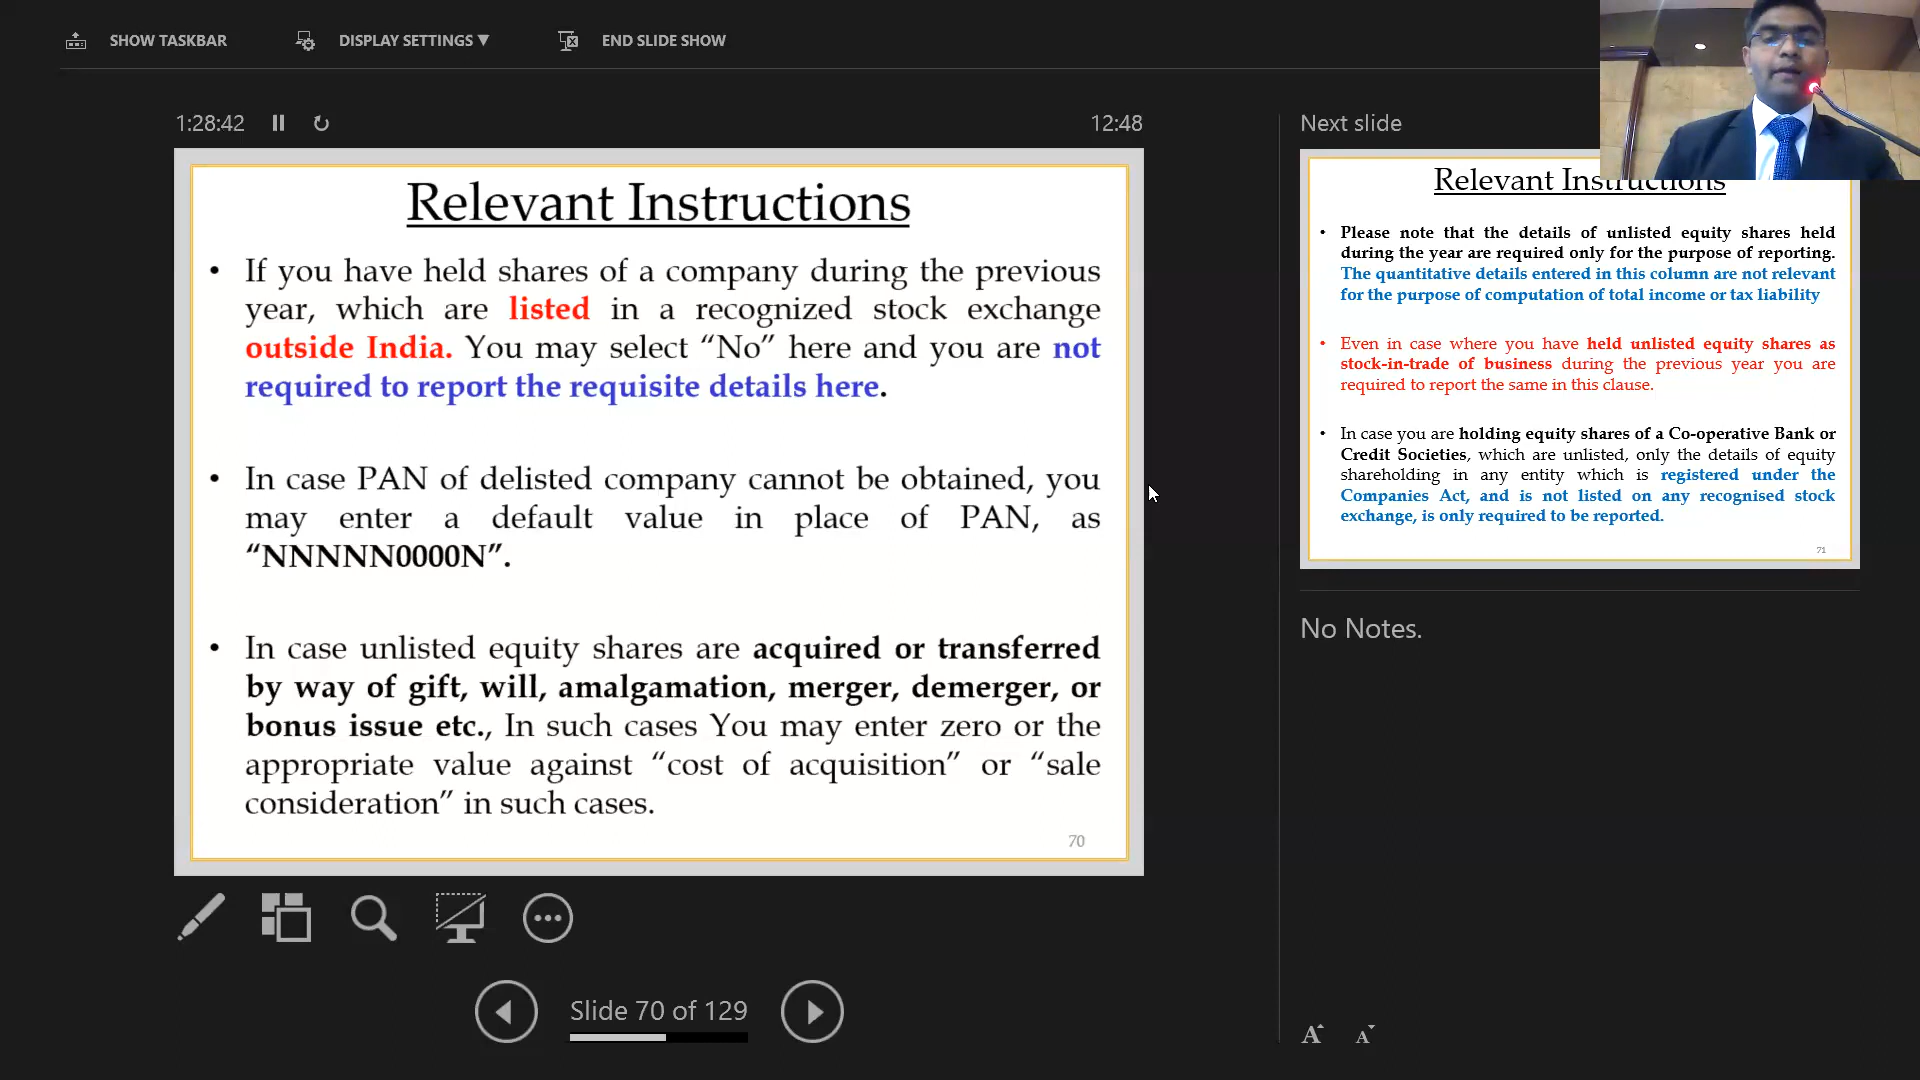 SHOW TASKBAR
DISPLAY SETTINGS ▼
END SLIDE SHOW
1:28:42
12:48
Relevant Instructions
• If you have held shares of a company during the previous
year, which are listed in a recognized stock exchange
outside India. You may select “No” here and you are not
required to report the requisite details here.
• In case PAN of delisted company cannot be obtained, you
may enter a default value in place of PAN, as
“NNNNN0000N”.
• In case unlisted equity shares are acquired or transferred
by way of gift, will, amalgamation, merger, demerger, or
bonus issue etc., In such cases You may enter zero or the
appropriate value against “cost of acquisition” or “sale
consideration” in such cases.
70
Slide 70 of 129
Next slide
Relevant Instructions
• Please note that the details of unlisted equity shares held
during the year are required only for the purpose of reporting.
The quantitative details entered in this column are not relevant
for the purpose of computation of total income or tax liability
• Even in case where you have held unlisted equity shares as
stock-in-trade of business during the previous year you are
required to report the same in this clause.
• In case you are holding equity shares of a Co-operative Bank or
Credit Societies, which are unlisted, only the details of equity
shareholding in any entity which is registered under the
Companies Act, and is not listed on any recognised stock
exchange, is only required to be reported.
71
No Notes.
A A